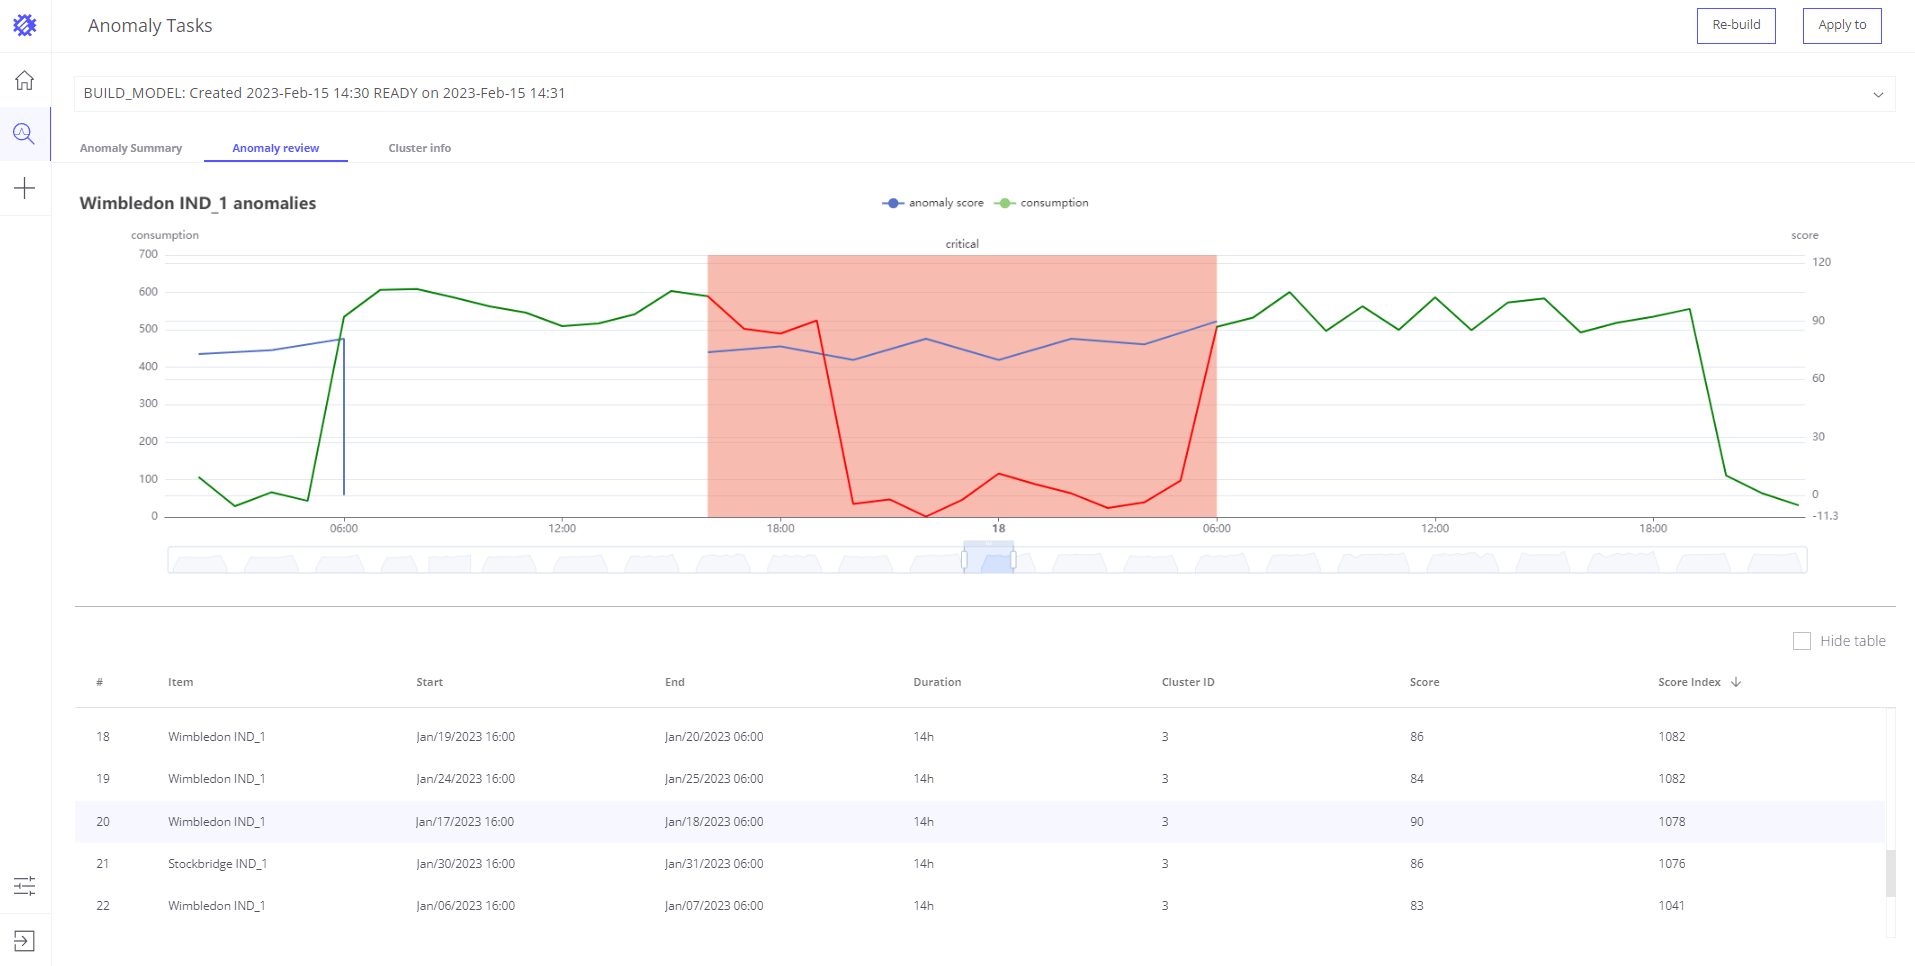 Anomaly Tasks
Re-build
Apply to
BUILD_MODEL: Created 2023-Feb-15 14:30 READY on 2023-Feb-15 14:31
Anomaly Summary
Anomaly review
Cluster info
Wimbledon IND_1 anomalies
anomaly score
consumption
consumption
critical
score
700
600
500
400
300
200
100
0
120
90
60
30
0
-11.3
06:00
12:00
18:00
18
06:00
12:00
18:00
Hide table
# Item Start End Duration Cluster ID Score Score Index
18 Wimbledon IND_1 Jan/19/2023 16:00 Jan/20/2023 06:00 14h 3 86 1082
19 Wimbledon IND_1 Jan/24/2023 16:00 Jan/25/2023 06:00 14h 3 84 1082
20 Wimbledon IND_1 Jan/17/2023 16:00 Jan/18/2023 06:00 14h 3 90 1078
21 Stockbridge IND_1 Jan/30/2023 16:00 Jan/31/2023 06:00 14h 3 86 1076
22 Wimbledon IND_1 Jan/06/2023 16:00 Jan/07/2023 06:00 14h 3 83 1041